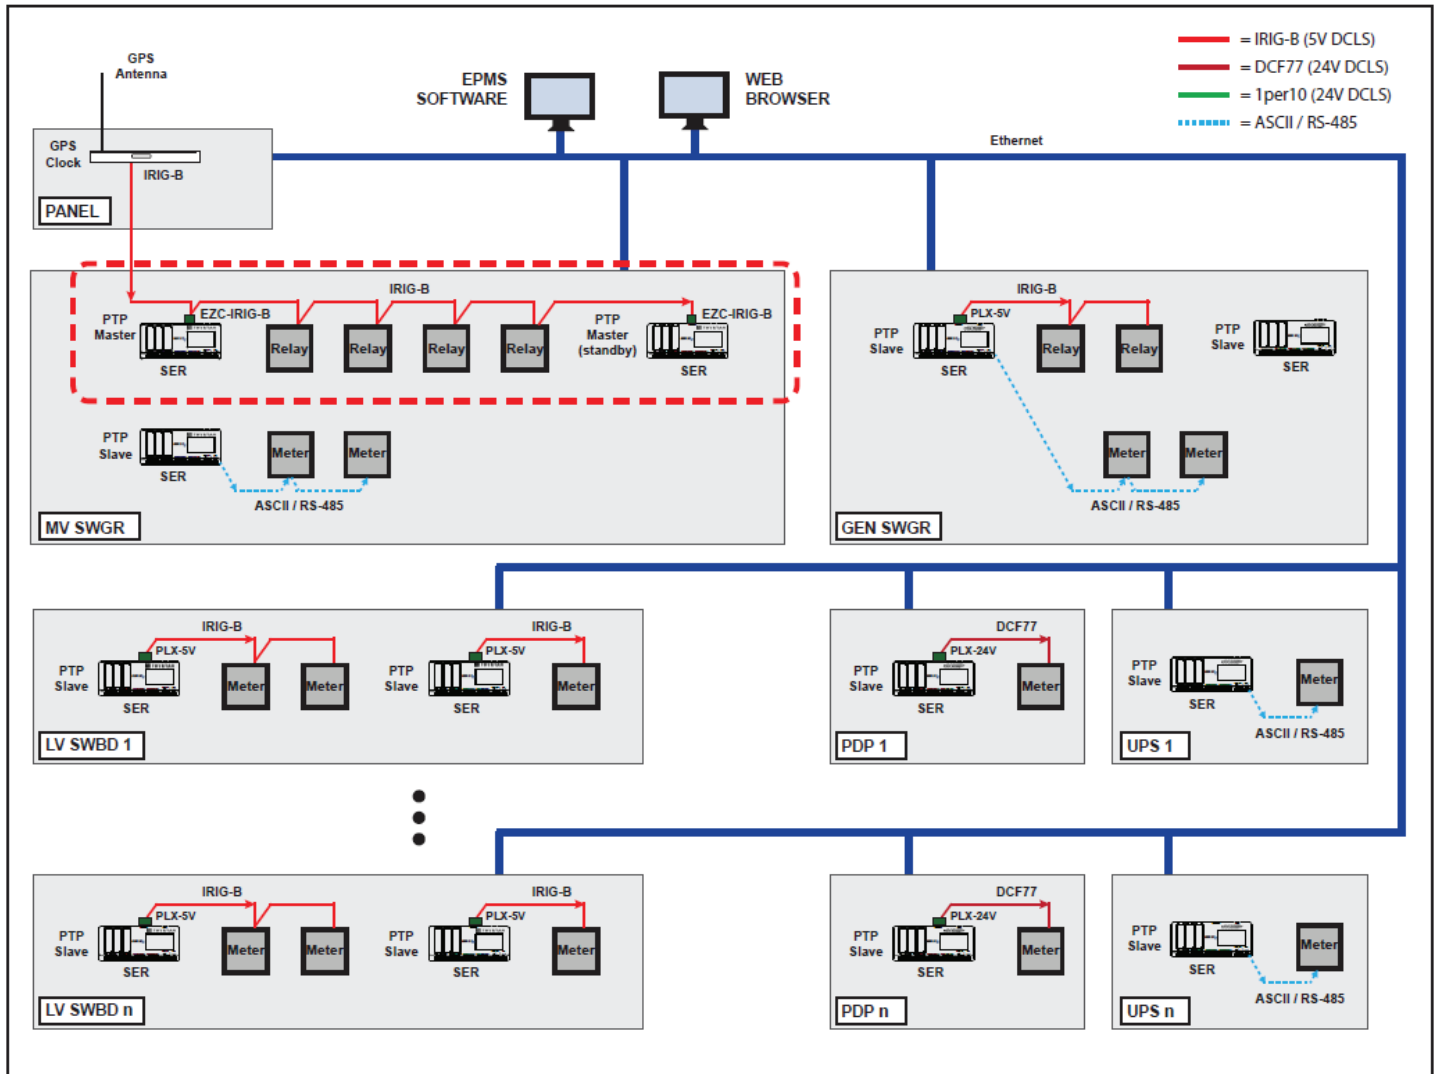 GPS
Antenna
EPMS
SOFTWARE
WEB
BROWSER
= IRIG-B (5V DCLS)
= DCF77 (24V DCLS)
= 1per10 (24V DCLS)
= ASCII / RS-485
Ethernet
GPS
Clock
IRIG-B
PANEL
IRIG-B
PTP
Master
EZC-IRIG-B
SER
Relay
Relay
Relay
Relay
PTP
Master
(standby)
EZC-IRIG-B
SER
PTP
Slave
SER
Meter
Meter
ASCII / RS-485
MV SWGR
IRIG-B
PTP
Slave
PLX-5V
SER
Relay
Relay
PTP
Slave
SER
Meter
Meter
ASCII / RS-485
GEN SWGR
IRIG-B
PTP
Slave
PLX-5V
SER
Meter
Meter
IRIG-B
PTP
Slave
PLX-5V
SER
Meter
LV SWBD 1
DCF77
PTP
Slave
PLX-24V
SER
Meter
PDP 1
PTP
Slave
SER
Meter
ASCII / RS-485
UPS 1
IRIG-B
PTP
Slave
PLX-5V
SER
Meter
Meter
IRIG-B
PTP
Slave
PLX-5V
SER
Meter
LV SWBD n
DCF77
PTP
Slave
PLX-24V
SER
Meter
PDP n
PTP
Slave
SER
Meter
ASCII / RS-485
UPS n